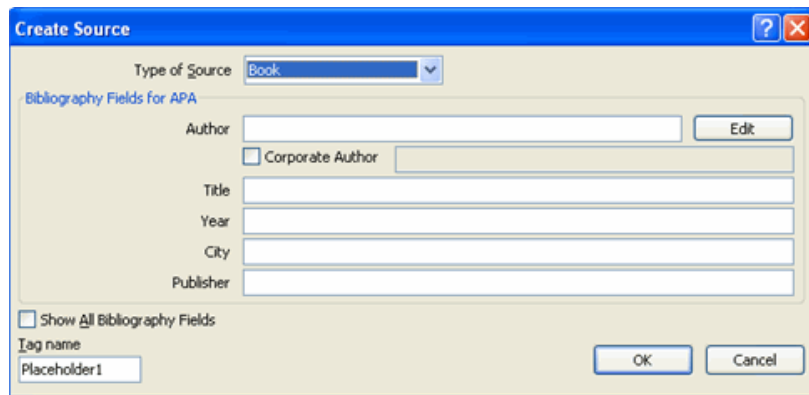 Create Source
Type of Source Book
Bibliography Fields for APA
Author Edit
Corporate Author
Title
Year
City
Publisher
Show All Bibliography Fields
Tag name
Placeholder1 OK Cancel